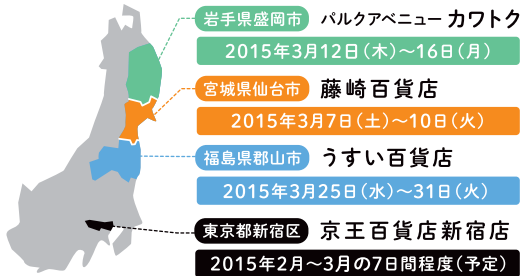 岩手県盛岡市 パルクアベニュー カワトク
2015年3月12日(木)〜16日(月)
宮城県仙台市 藤崎百貨店
2015年3月7日(土)〜10日(火)
福島県郡山市 うすい百貨店
2015年3月25日(水)〜31日(火)
東京都新宿区 京王百貨店新宿店
2015年2月〜3月の7日間程度(予定)